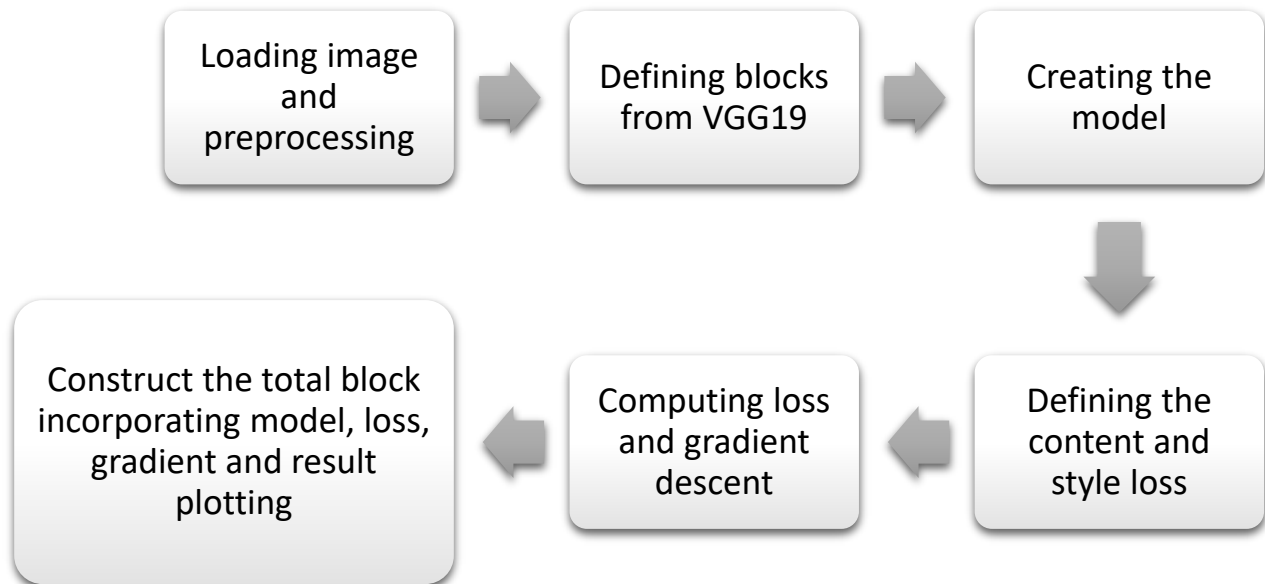 Loading image
and
preprocessing
Defining blocks
from VGG19
Creating the
model
Defining the
content and
style loss
Computing loss
and gradient
descent
Construct the total block
incorporating model, loss,
gradient and result
plotting